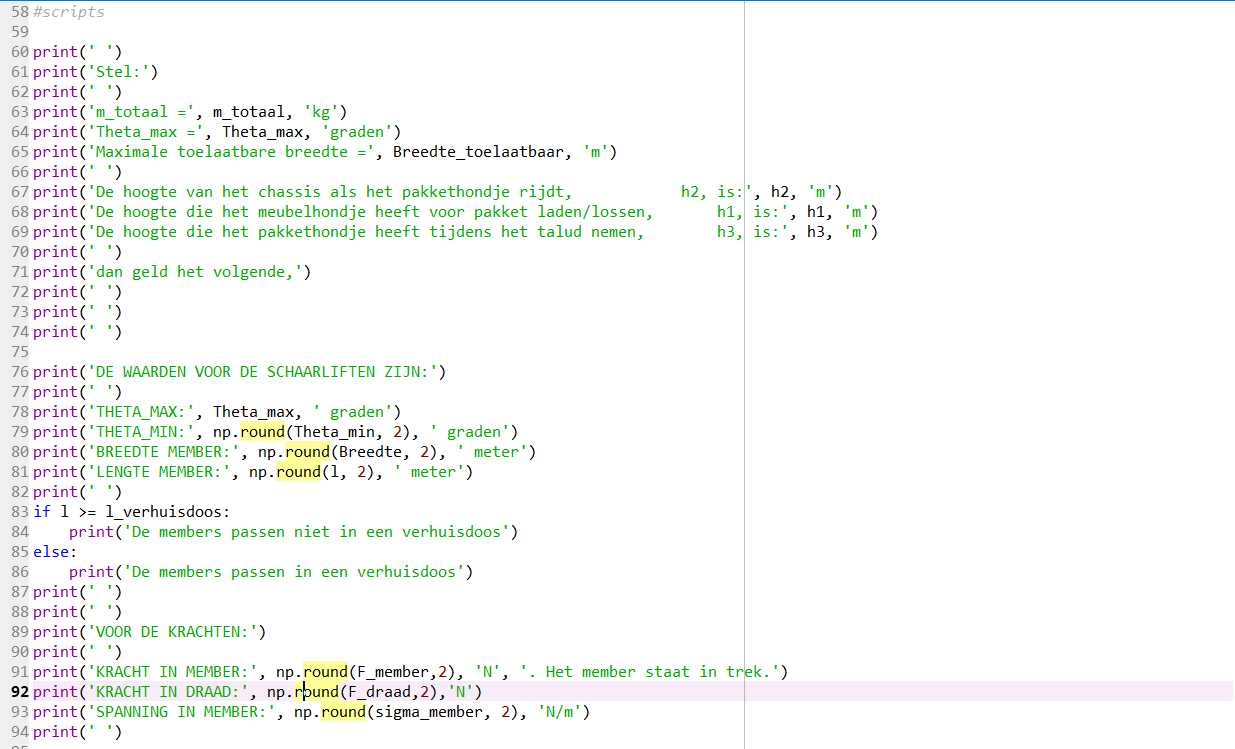 58 #scripts
59
60 print(' ')
61 print('Stel:')
62 print(' ')
63 print('m_totaal =', m_totaal, 'kg')
64 print('Theta_max =', Theta_max, 'graden')
65 print('Maximale toelaatbare breedte =', Breedte_toelaatbaar, 'm')
66 print(' ')
67 print('De hoogte van het chassis als het pakkethondje rijdt,            h2, is:', h2, 'm')
68 print('De hoogte die het meubelhondje heeft voor pakket laden/lossen,       h1, is:', h1, 'm')
69 print('De hoogte die het pakkethondje heeft tijdens het talud nemen,        h3, is:', h3, 'm')
70 print(' ')
71 print('dan geld het volgende,')
72 print(' ')
73 print(' ')
74 print(' ')
75
76 print('DE WAARDEN VOOR DE SCHAARLIFTEN ZIJN:')
77 print(' ')
78 print('THETA_MAX:', Theta_max, ' graden')
79 print('THETA_MIN:', np.round(Theta_min, 2), ' graden')
80 print('BREEDTE MEMBER:', np.round(Breedte, 2), ' meter')
81 print('LENGTE MEMBER:', np.round(l, 2), ' meter')
82 print(' ')
83 if l >= l_verhuisdoos:
84     print('De members passen niet in een verhuisdoos')
85 else:
86     print('De members passen in een verhuisdoos')
87 print(' ')
88 print(' ')
89 print('VOOR DE KRACHTEN:')
90 print(' ')
91 print('KRACHT IN MEMBER:', np.round(F_member,2), 'N', '. Het member staat in trek.')
92 print('KRACHT IN DRAAD:', np.round(F_draad,2),'N')
93 print('SPANNING IN MEMBER:', np.round(sigma_member, 2), 'N/m')
94 print(' ')